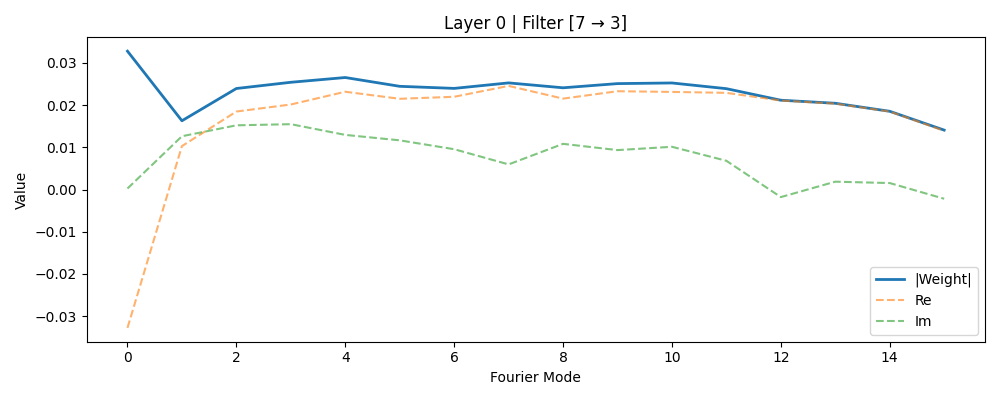 Layer 0 | Filter [7 → 3]
Value
0.03
0.02
0.01
0.00
−0.01
−0.02
−0.03
|Weight|
Re
Im
0 2 4 6 8 10 12 14
Fourier Mode